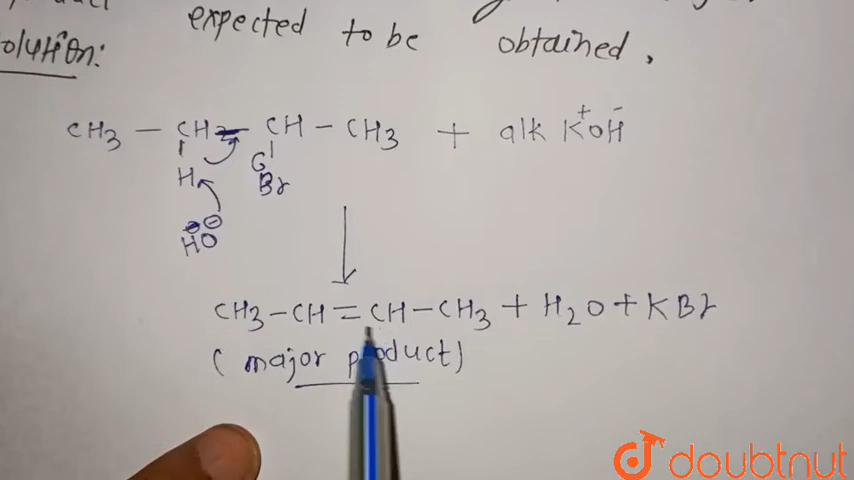 expected to be obtained.
CH3 - CH2 - CH - CH3 + alk K+OH-
H Br
HO⊖
CH3-CH=CH-CH3 + H2O + KBr
(major product)
doubtnut